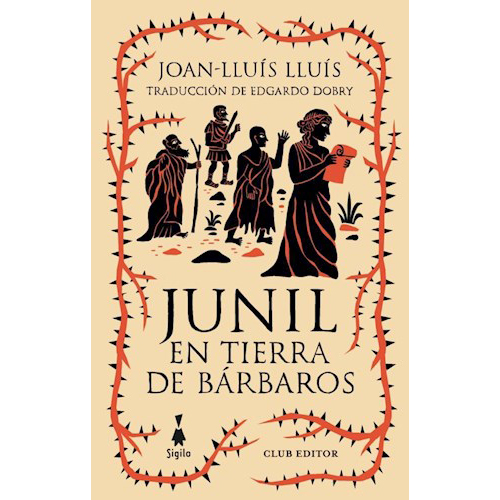 JOAN-LLUÍS LLUÍS
TRADUCCIÓN DE EDGARDO DOBRY
JUNIL
EN TIERRA
DE BÁRBAROS
Sigilo
CLUB EDITOR